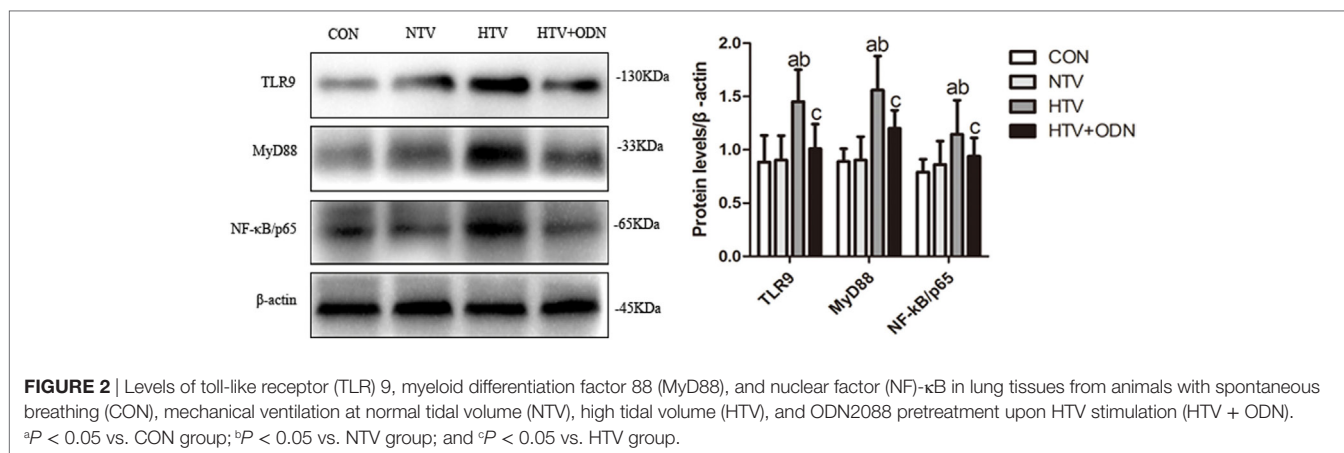 CON NTV HTV HTV+ODN
TLR9 -130KDa
MyD88 -33KDa
NF-κB/p65 -65KDa
β-actin -45KDa
Protein levels/β -actin
2.0
1.5
1.0
0.5
0.0
ab
c
ab
c
ab
c
TLR9
MyD88
NF-kB/p65
CON
NTV
HTV
HTV+ODN
FIGURE 2 | Levels of toll-like receptor (TLR) 9, myeloid differentiation factor 88 (MyD88), and nuclear factor (NF)-κB in lung tissues from animals with spontaneous
breathing (CON), mechanical ventilation at normal tidal volume (NTV), high tidal volume (HTV), and ODN2088 pretreatment upon HTV stimulation (HTV + ODN).
ᵃP < 0.05 vs. CON group; ᵇP < 0.05 vs. NTV group; and ᶜP < 0.05 vs. HTV group.